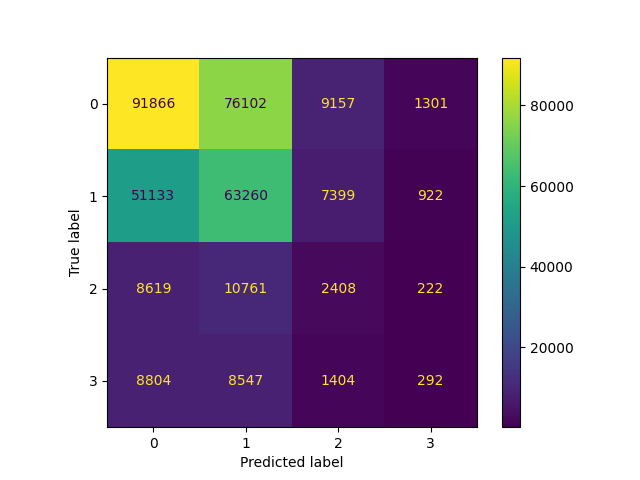 0 91866 76102 9157 1301
1 51133 63260 7399 922
2 8619 10761 2408 222
3 8804 8547 1404 292
0 1 2 3
Predicted label
True label
80000
60000
40000
20000